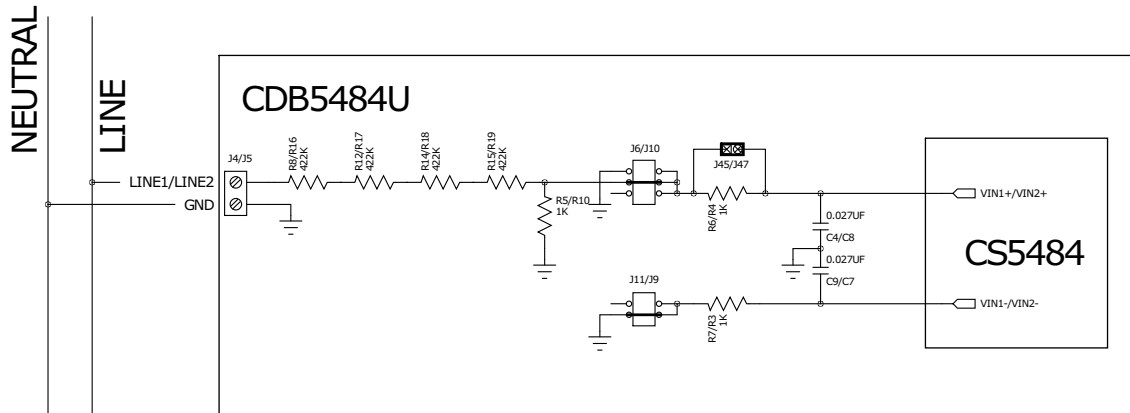 NEUTRAL
LINE
CDB5484U
J4/J5
LINE1/LINE2
GND
R8/R16
422K
R12/R17
422K
R14/R18
422K
R15/R19
422K
R5/R10
1K
J6/J10
J45/J47
R6/R4
1K
VIN1+/VIN2+
0.027UF
C4/C8
0.027UF
C9/C7
CS5484
J11/J9
R7/R3
1K
VIN1-/VIN2-